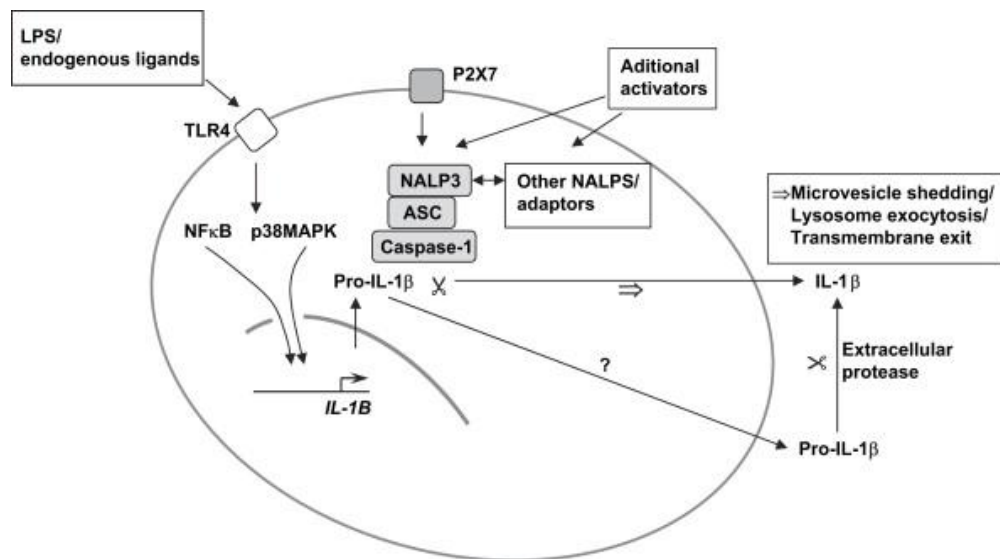 LPS/
endogenous ligands
TLR4
P2X7
Aditional
activators
NALP3
ASC
Caspase-1
Other NALPS/
adaptors
⇒Microvesicle shedding/
Lysosome exocytosis/
Transmembrane exit
NFκB p38MAPK
Pro-IL-1β
⇒
IL-1β
?
Extracellular
protease
IL-1B
Pro-IL-1β